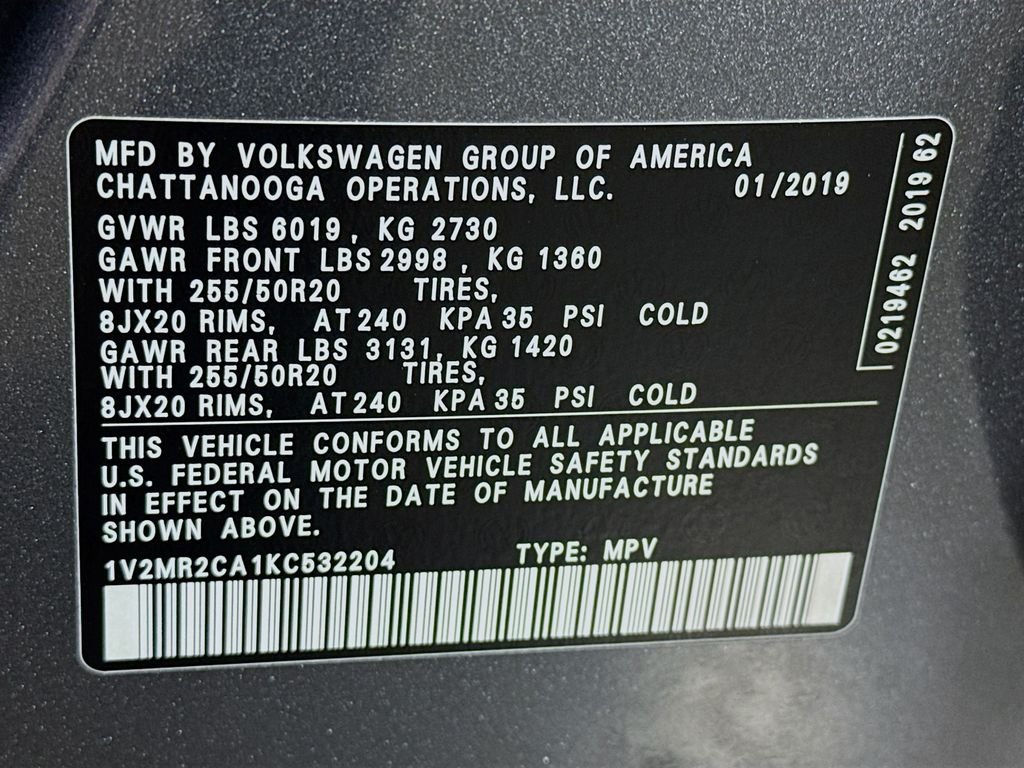 MFD BY VOLKSWAGEN GROUP OF AMERICA
CHATTANOOGA OPERATIONS, LLC. 01/2019
GVWR LBS 6019, KG 2730
GAWR FRONT LBS 2998, KG 1360
WITH 255/50R20 TIRES,
8JX20 RIMS, AT 240 KPA 35 PSI COLD
GAWR REAR LBS 3131, KG 1420
WITH 255/50R20 TIRES,
8JX20 RIMS, AT 240 KPA 35 PSI COLD
THIS VEHICLE CONFORMS TO ALL APPLICABLE
U.S. FEDERAL MOTOR VEHICLE SAFETY STANDARDS
IN EFFECT ON THE DATE OF MANUFACTURE
SHOWN ABOVE.
1V2MR2CA1KC532204 TYPE: MPV
0219462 2019 62